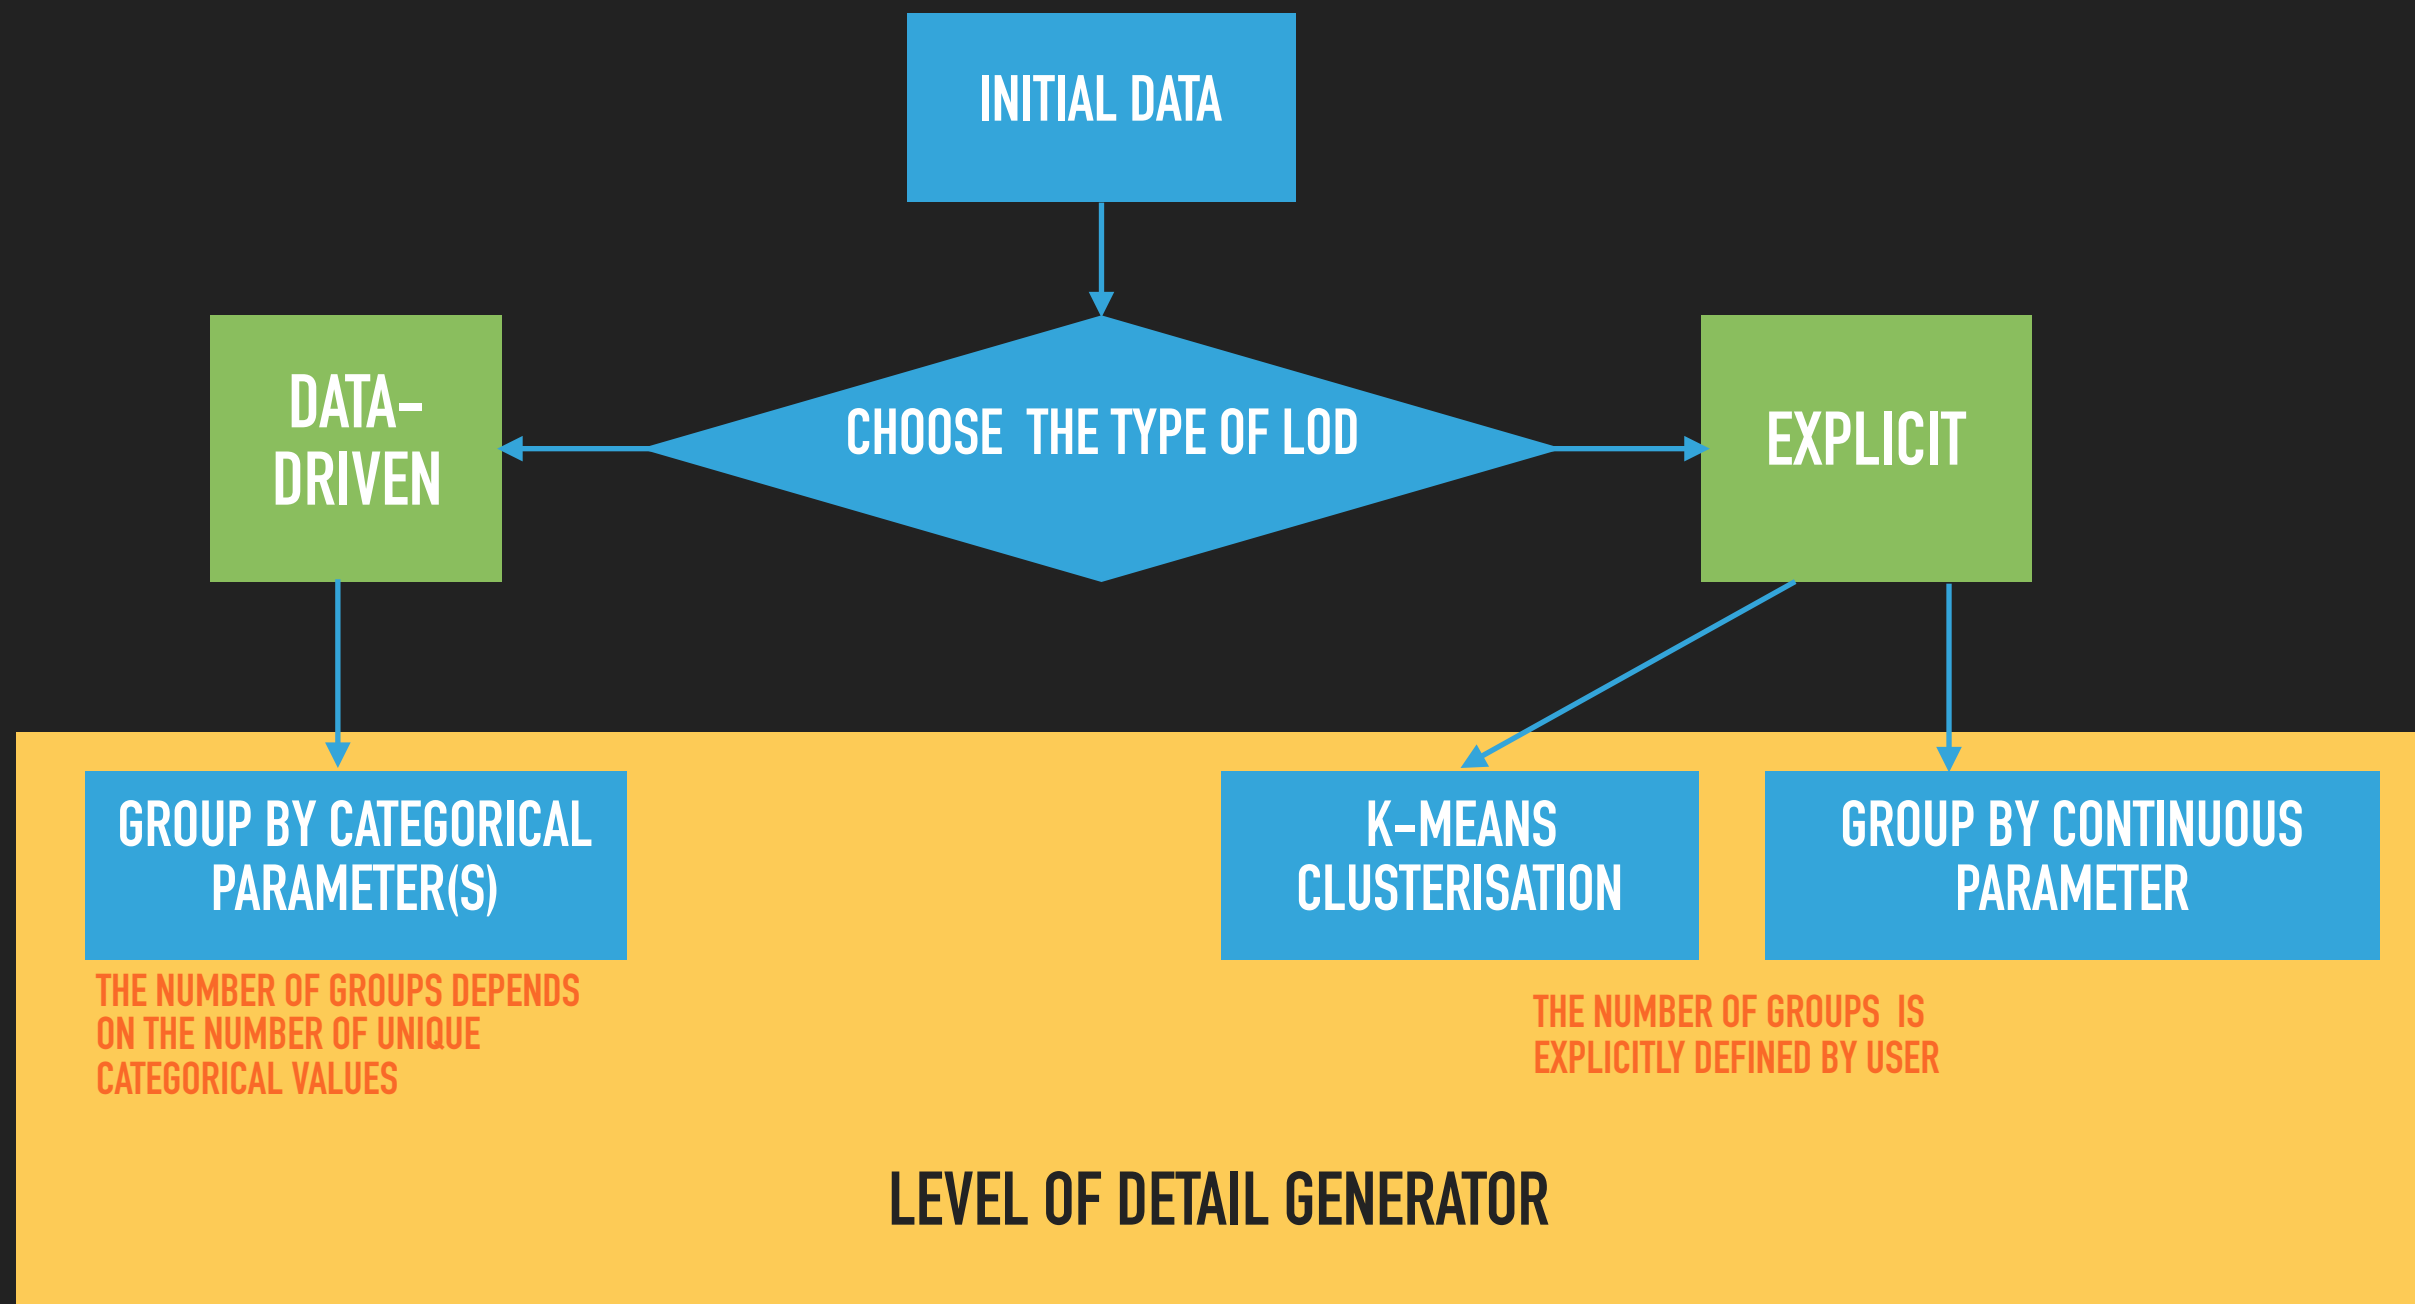 INITIAL DATA
DATA-
DRIVEN
CHOOSE THE TYPE OF LOD
EXPLICIT
GROUP BY CATEGORICAL
PARAMETER(S)
K-MEANS
CLUSTERISATION
GROUP BY CONTINUOUS
PARAMETER
THE NUMBER OF GROUPS DEPENDS
ON THE NUMBER OF UNIQUE
CATEGORICAL VALUES
THE NUMBER OF GROUPS IS
EXPLICITLY DEFINED BY USER
LEVEL OF DETAIL GENERATOR